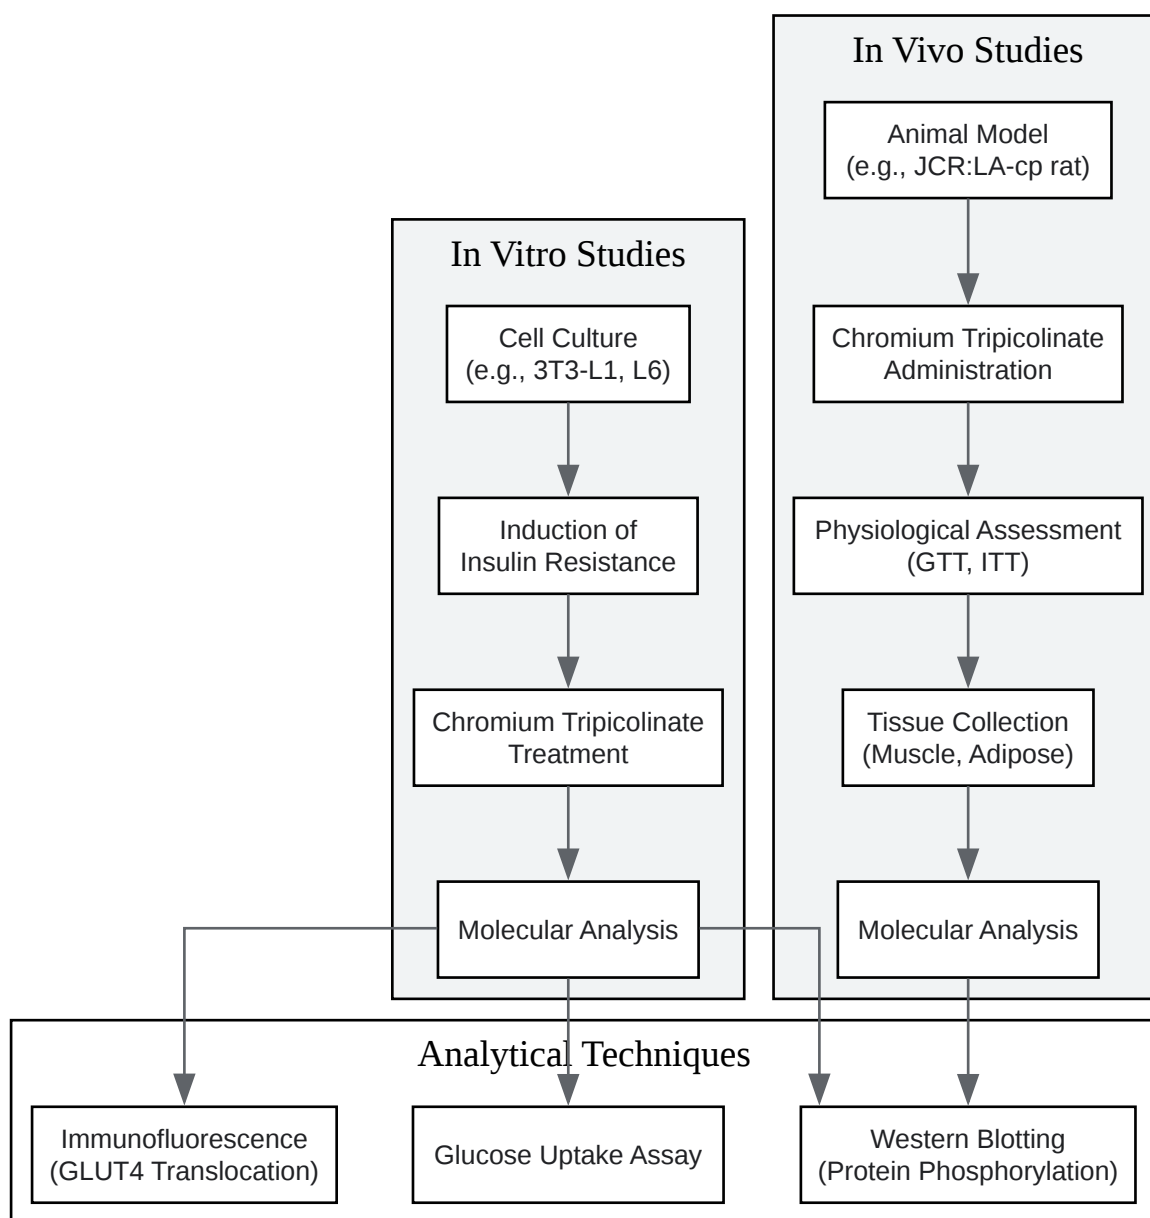 In Vivo Studies
Animal Model
(e.g., JCR:LA-cp rat)
Chromium Tripicolinate
Administration
Physiological Assessment
(GTT, ITT)
Tissue Collection
(Muscle, Adipose)
Molecular Analysis
In Vitro Studies
Cell Culture
(e.g., 3T3-L1, L6)
Induction of
Insulin Resistance
Chromium Tripicolinate
Treatment
Molecular Analysis
Analytical Techniques
Immunofluorescence
(GLUT4 Translocation)
Glucose Uptake Assay
Western Blotting
(Protein Phosphorylation)